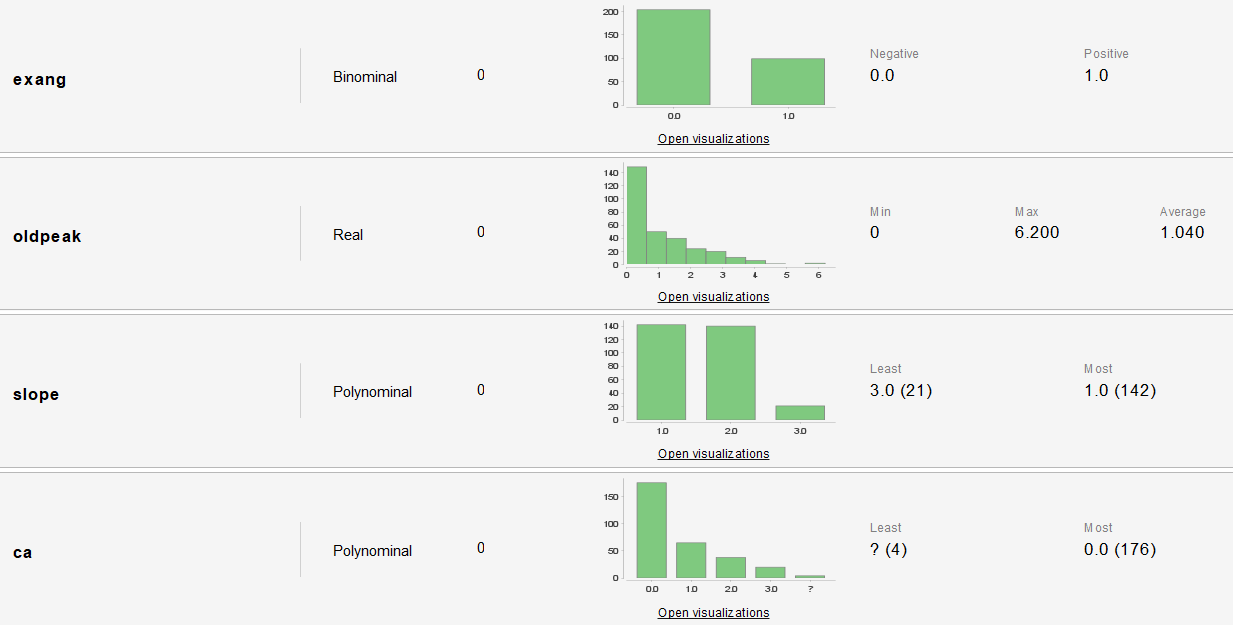 exang
Binominal
0
200
150
100
50
0
0.0
1.0
Open visualizations
Negative
0.0
Positive
1.0
oldpeak
Real
0
140
120
100
80
60
40
20
0
0 1 2 3 4 5 6
Open visualizations
Min
0
Max
6.200
Average
1.040
slope
Polynominal
0
140
120
100
80
60
40
20
0
1.0 2.0 3.0
Open visualizations
Least
3.0 (21)
Most
1.0 (142)
ca
Polynominal
0
150
100
50
0
0.0 1.0 2.0 3.0 ?
Open visualizations
Least
? (4)
Most
0.0 (176)